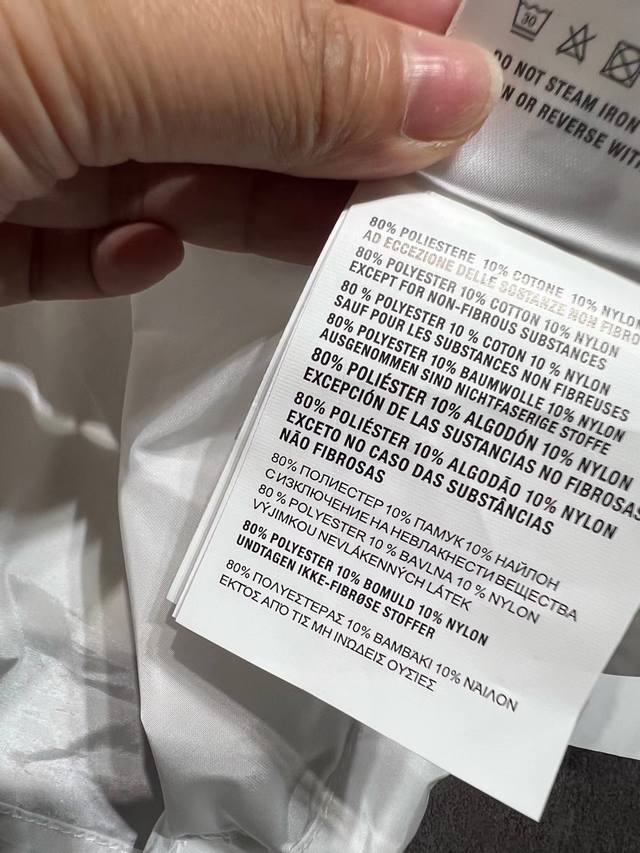 30
DO NOT STEAM IRON
N OR REVERSE WITH
80% POLIESTERE 10% COTONE 10% NYLON
AD ECCEZIONE DELLE SOSTANZE NON FIBRO
80% POLYESTER 10% COTTON 10% NYLON
EXCEPT FOR NON-FIBROUS SUBSTANCES
80 % POLYESTER 10 % COTON 10 % NYLON
SAUF POUR LES SUBSTANCES NON FIBREUSES
80% POLYESTER 10% BAUMWOLLE 10% NYLON
AUSGENOMMEN SIND NICHTFASERIGE STOFFE
80% POLIÉSTER 10% ALGODÓN 10% NYLON
EXCEPCIÓN DE LAS SUSTANCIAS NO FIBROSAS
80% POLIÉSTER 10% ALGODÃO 10% NYLON
EXCETO NO CASO DAS SUBSTÂNCIAS
NÃO FIBROSAS
80% ПОЛИЕСТЕР 10% ПАМУК 10% НАЙЛОН
С ИЗКЛЮЧЕНИЕ НА НЕВЛАКНЕСТИ ВЕЩЕСТВА
80 % POLYESTER 10 % BAVLNA 10 % NYLON
VÝJIMKOU NEVLÁKENNÝCH LÁTEK
80% POLYESTER 10% BOMULD 10% NYLON
UNDTAGEN IKKE-FIBRØSE STOFFER
80% ΠΟΛΥΕΣΤΕΡΑΣ 10% ΒΑΜΒΑΚΙ 10% ΝΑΙΛΟΝ
ΕΚΤΟΣ ΑΠΟ ΤΙΣ ΜΗ ΙΝΩΔΕΙΣ ΟΥΣΙΕΣ